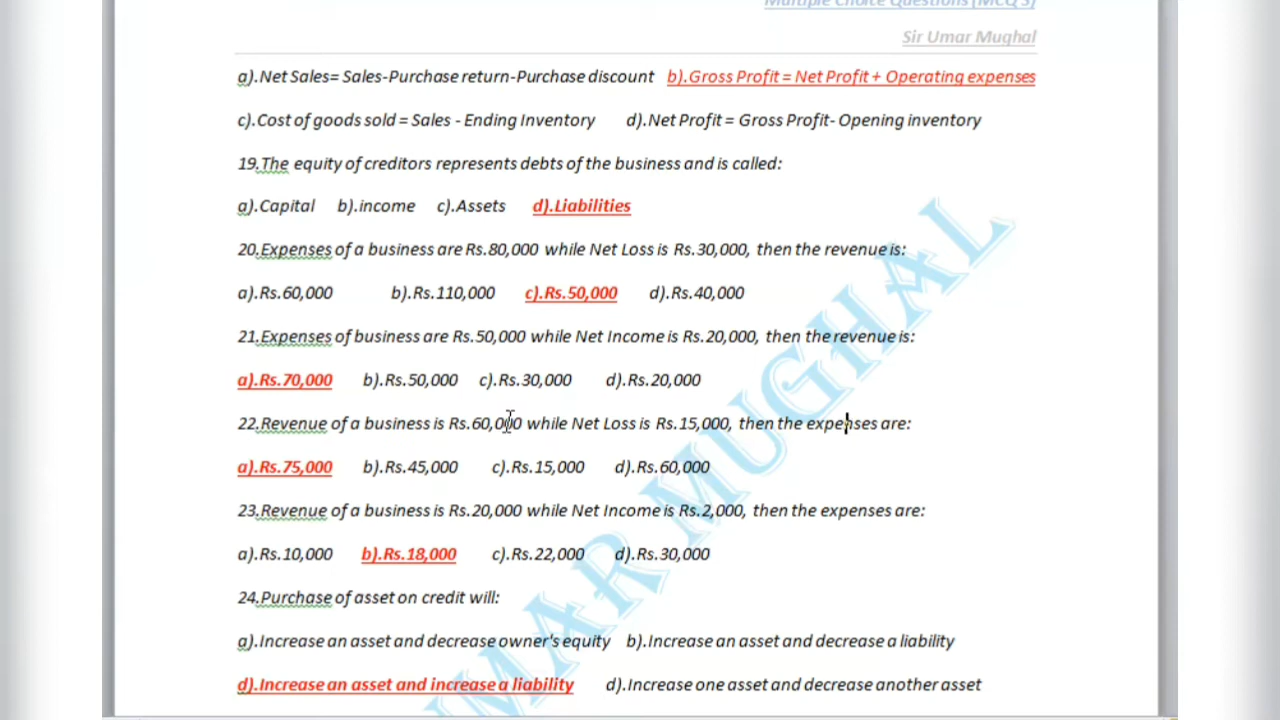 Multiple Choice Questions (MCQ'S)
Sir Umar Mughal
a).Net Sales= Sales-Purchase return-Purchase discount b).Gross Profit = Net Profit + Operating expenses
c).Cost of goods sold = Sales - Ending Inventory d).Net Profit = Gross Profit- Opening inventory
19.The equity of creditors represents debts of the business and is called:
a).Capital b).income c).Assets d).Liabilities
20.Expenses of a business are Rs.80,000 while Net Loss is Rs.30,000, then the revenue is:
a).Rs.60,000 b).Rs.110,000 c).Rs.50,000 d).Rs.40,000
21.Expenses of business are Rs.50,000 while Net Income is Rs.20,000, then the revenue is:
a).Rs.70,000 b).Rs.50,000 c).Rs.30,000 d).Rs.20,000
22.Revenue of a business is Rs.60,000 while Net Loss is Rs.15,000, then the expenses are:
a).Rs.75,000 b).Rs.45,000 c).Rs.15,000 d).Rs.60,000
23.Revenue of a business is Rs.20,000 while Net Income is Rs.2,000, then the expenses are:
a).Rs.10,000 b).Rs.18,000 c).Rs.22,000 d).Rs.30,000
24.Purchase of asset on credit will:
a).Increase an asset and decrease owner's equity b).Increase an asset and decrease a liability
d).Increase an asset and increase a liability d).Increase one asset and decrease another asset
MAR MUGHAL